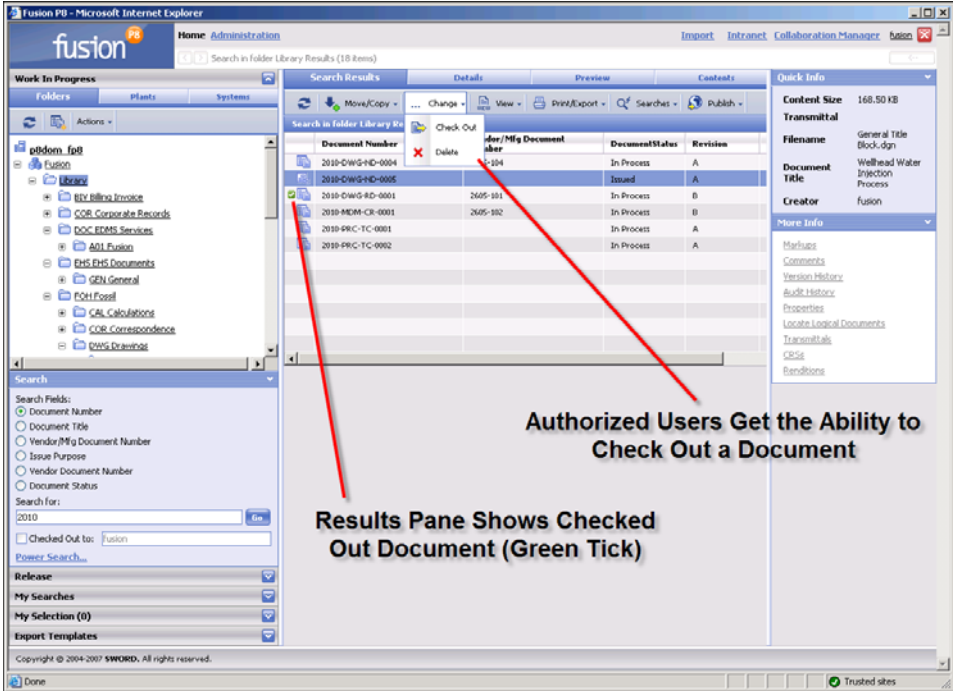 Fusion P8 - Microsoft Internet Explorer
fusion P8
Home Administration
Import Intranet Collaboration Manager fusion
Search in folder Library Results (18 items)
Work In Progress
Folders Plants Systems
Actions
p8dom_fp8
Fusion
Library
BIV Billing Invoice
COR Corporate Records
DOC EDMS Services
A01 Fusion
EHS EHS Documents
GEN General
FOH Fossil
CAL Calculations
COR Correspondence
DWG Drawings
Search Results Details Preview Contents
Move/Copy ... Change View Print/Export Searches Publish
Search in folder Library Re
Check Out
Delete
Document Number dor/Mfg Document DocumentStatus Revision
mber
2010-DWG-ND-0004 -104 In Process A
2010-DWG-ND-0005 Issued A
2010-DWG-RD-0001 2605-101 In Process B
2010-MDM-CR-0001 2605-102 In Process B
2010-PRC-TC-0001 In Process A
2010-PRC-TC-0002 In Process A
Quick Info
Content Size 168.50 KB
Transmittal
Filename General Title
Block.dgn
Document Title Wellhead Water
Injection
Process
Creator fusion
More Info
Markups
Comments
Version History
Audit History
Properties
Locate Logical Documents
Transmittals
CRSs
Renditions
Authorized Users Get the Ability to
Check Out a Document
Results Pane Shows Checked
Out Document (Green Tick)
Search
Search Fields:
Document Number
Document Title
Vendor/Mfg Document Number
Issue Purpose
Vendor Document Number
Document Status
Search for:
2010 Go
Checked Out to: fusion
Power Search...
Release
My Searches
My Selection (0)
Export Templates
Copyright © 2004-2007 SWORD. All rights reserved.
Done Trusted sites